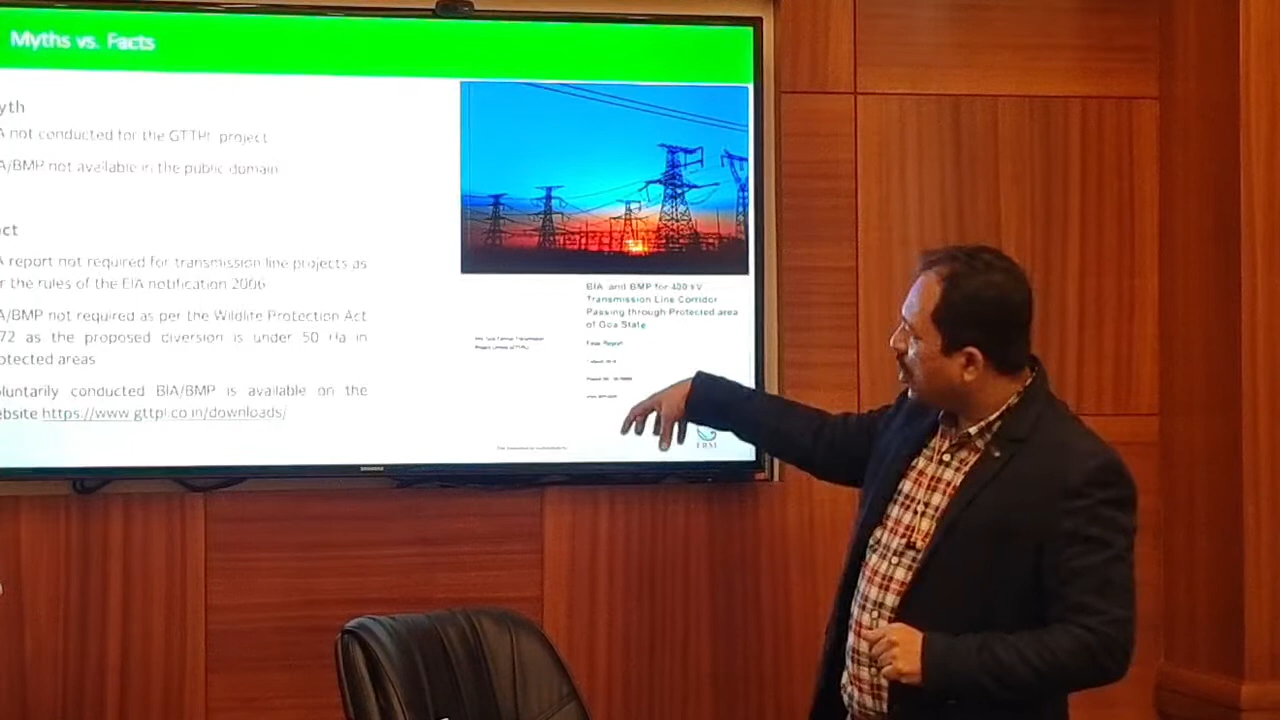 Myths vs. Facts
yth
A not conducted for the GTTPL project
A/BMP not available in the public domain
ct
A report not required for transmission line projects as
r the rules of the EIA notification 2006
A/BMP not required as per the Wildlife Protection Act
72 as the proposed diversion is under 50 Ha in
otected areas
luntarily conducted BIA/BMP is available on the
ebsite https://www.gttpl.co.in/downloads/
BIA and BMP for 400 kV
Transmission Line Corridor
Passing through Protected area
of Goa State
Final Report
ERM
SAMSUNG